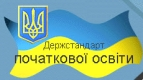 Держстандарт
початкової освіти